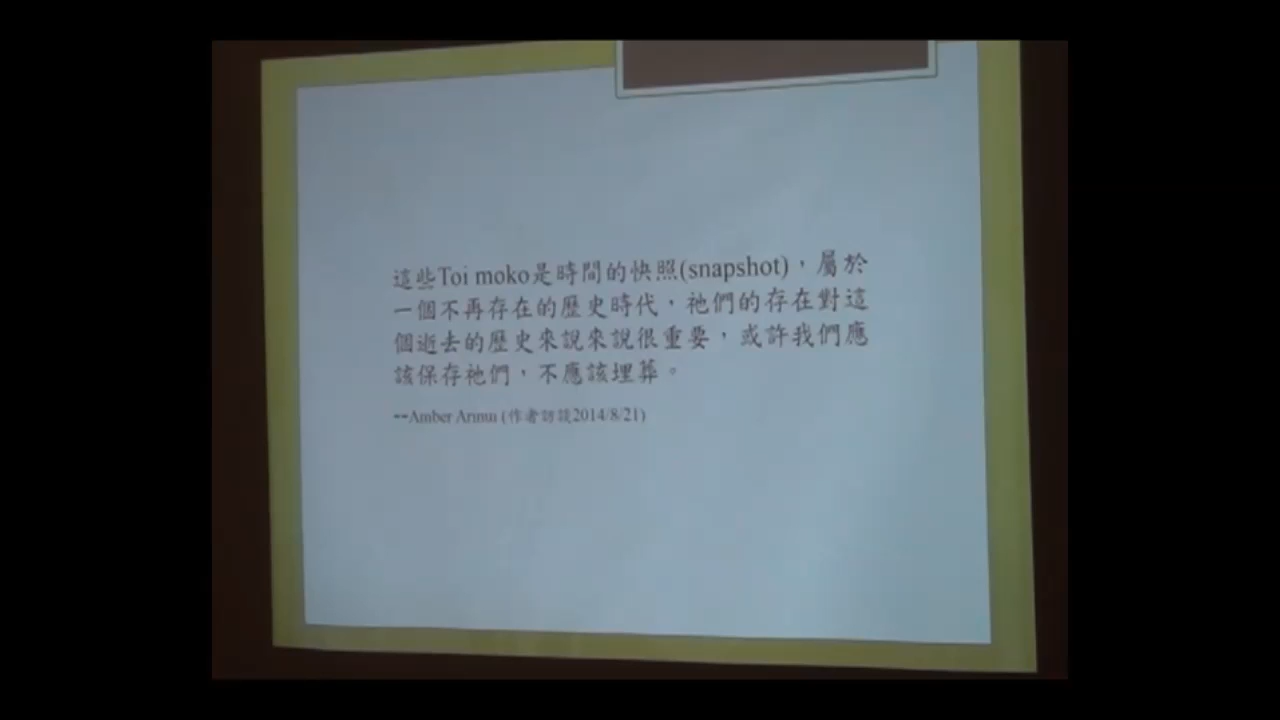 這些Toi moko是時間的快照(snapshot)，屬於
一個不再存在的歷史時代，祂們的存在對這
個逝去的歷史來說來說很重要，或許我們應
該保存祂們，不應該埋葬。
--Amber Aranui (作者訪談2014/8/21)